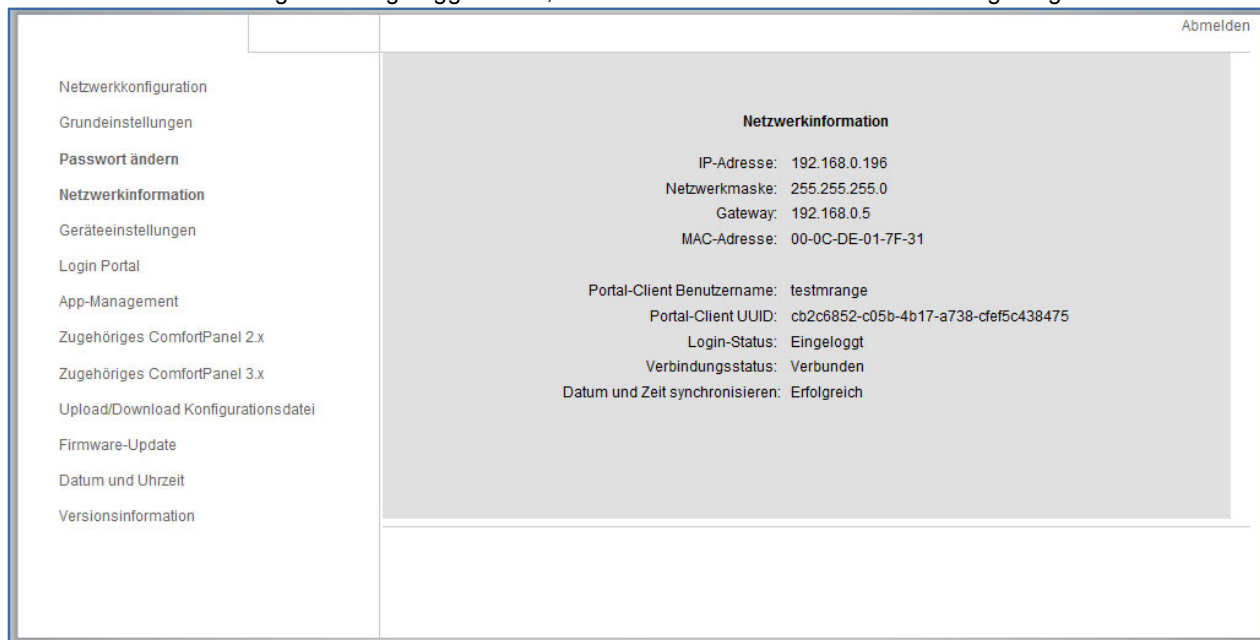 Abmelden
Netzwerkkonfiguration
Grundeinstellungen
Passwort ändern
Netzwerkinformation
Geräteeinstellungen
Login Portal
App-Management
Zugehöriges ComfortPanel 2.x
Zugehöriges ComfortPanel 3.x
Upload/Download Konfigurationsdatei
Firmware-Update
Datum und Uhrzeit
Versionsinformation
Netzwerkinformation
IP-Adresse: 192.168.0.196
Netzwerkmaske: 255.255.255.0
Gateway: 192.168.0.5
MAC-Adresse: 00-0C-DE-01-7F-31
Portal-Client Benutzername: testmrange
Portal-Client UUID: cb2c6852-c05b-4b17-a738-cfef5c438475
Login-Status: Eingeloggt
Verbindungsstatus: Verbunden
Datum und Zeit synchronisieren: Erfolgreich